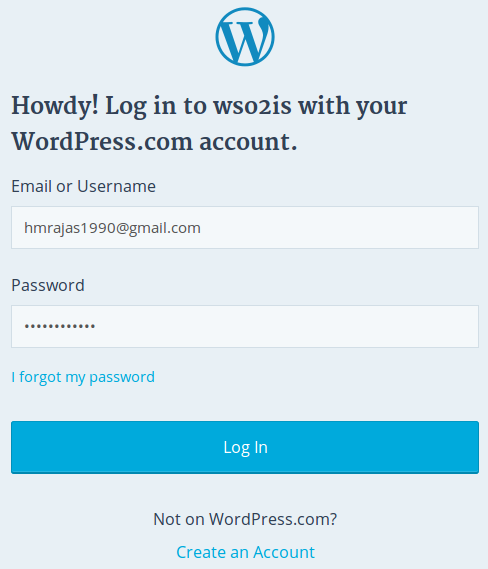 Howdy! Log in to wso2is with your
WordPress.com account.
Email or Username
hmrajas1990@gmail.com
Password
••••••••••••
I forgot my password
Log In
Not on WordPress.com?
Create an Account